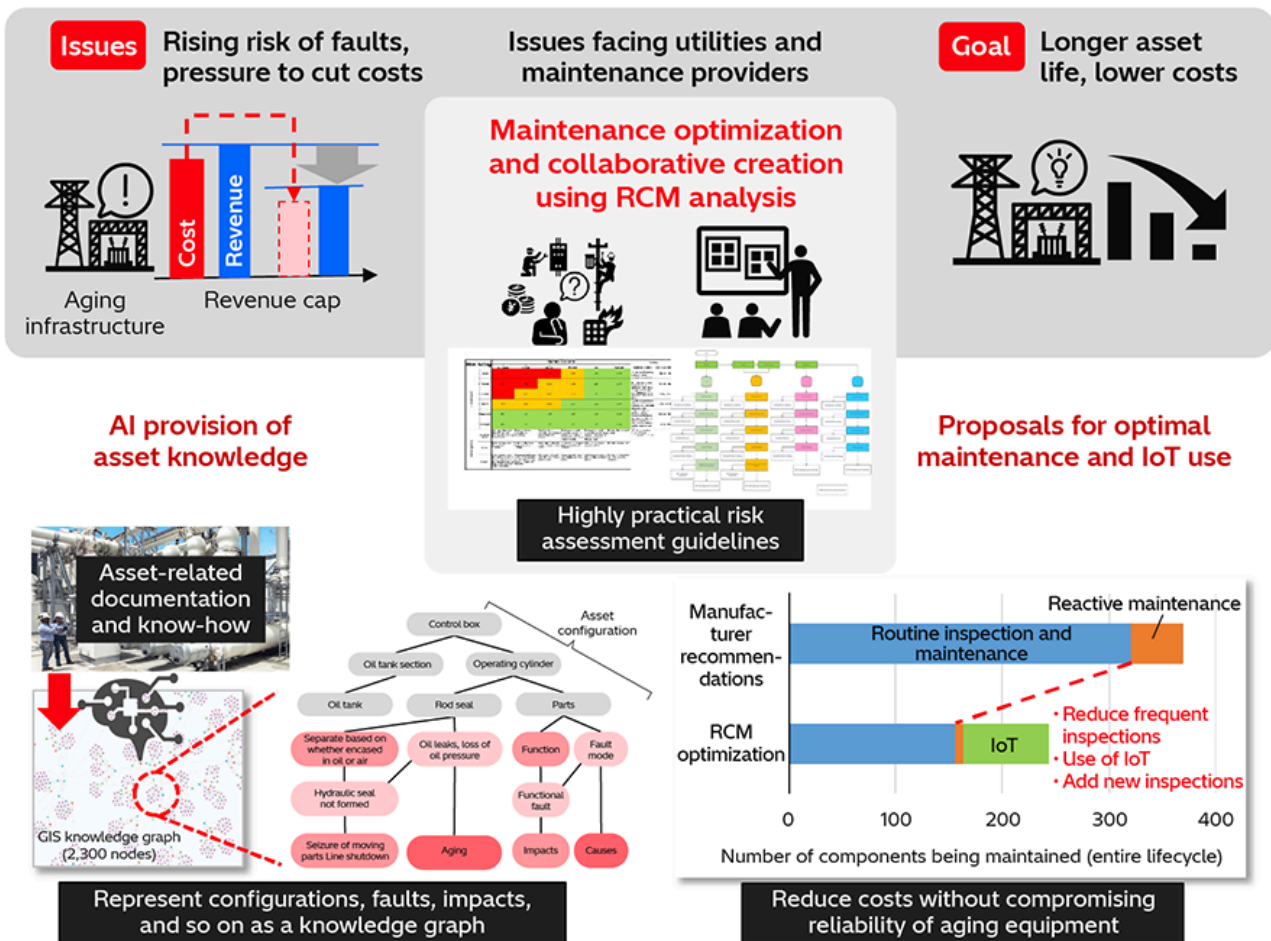 Issues
Rising risk of faults,
pressure to cut costs
Issues facing utilities and
maintenance providers
Goal
Longer asset
life, lower costs
Cost
Revenue
Aging
infrastructure
Revenue cap
Maintenance optimization
and collaborative creation
using RCM analysis
Highly practical risk
assessment guidelines
AI provision of
asset knowledge
Proposals for optimal
maintenance and IoT use
Asset-related
documentation
and know-how
GIS knowledge graph
(2,300 nodes)
Asset
configuration
Control box
Oil tank section
Operating cylinder
Oil tank
Rod seal
Parts
Separate based on
whether encased
in oil or air
Oil leaks, loss of
oil pressure
Function
Fault
mode
Hydraulic seal
not formed
Functional
fault
Seizure of moving
parts Line shutdown
Aging
Impacts
Causes
Represent configurations, faults, impacts,
and so on as a knowledge graph
Manufac-
turer
recommen-
dations
Routine inspection and
maintenance
Reactive maintenance
RCM
optimization
IoT
• Reduce frequent
inspections
• Use of IoT
• Add new inspections
0
100
200
300
400
Number of components being maintained (entire lifecycle)
Reduce costs without compromising
reliability of aging equipment